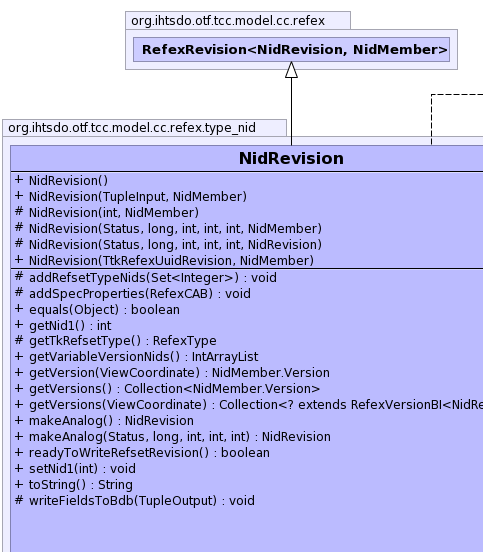 org.ihtsdo.otf.tcc.model.cc.refex
RefexRevision<NidRevision, NidMember>
org.ihtsdo.otf.tcc.model.cc.refex.type_nid
NidRevision
+ NidRevision()
+ NidRevision(TupleInput, NidMember)
# NidRevision(int, NidMember)
# NidRevision(Status, long, int, int, int, NidMember)
# NidRevision(Status, long, int, int, int, NidRevision)
+ NidRevision(TtkRefexUuidRevision, NidMember)
# addRefsetTypeNids(Set<Integer>) : void
# addSpecProperties(RefexCAB) : void
+ equals(Object) : boolean
+ getNid1() : int
# getTkRefsetType() : RefexType
+ getVariableVersionNids() : IntArrayList
+ getVersion(ViewCoordinate) : NidMember.Version
+ getVersions() : Collection<NidMember.Version>
+ getVersions(ViewCoordinate) : Collection<? extends RefexVersionBI<NidRe
+ makeAnalog() : NidRevision
+ makeAnalog(Status, long, int, int, int) : NidRevision
+ readyToWriteRefsetRevision() : boolean
+ setNid1(int) : void
+ toString() : String
# writeFieldsToBdb(TupleOutput) : void